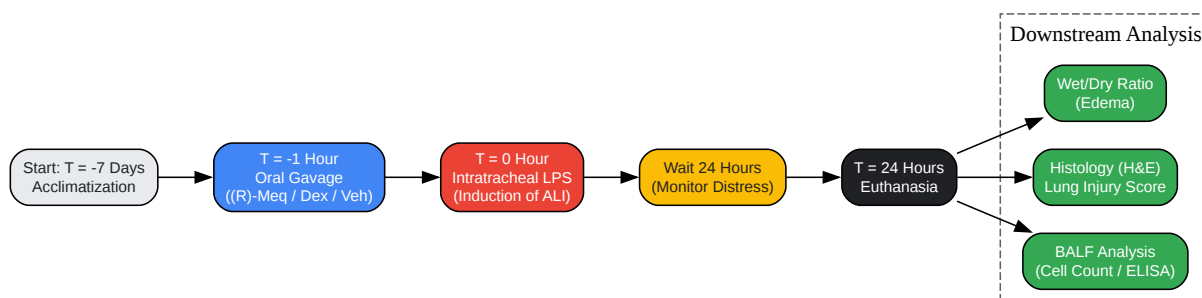 Start: T = -7 Days
Acclimatization
T = -1 Hour
Oral Gavage
((R)-Meq / Dex / Veh)
T = 0 Hour
Intratracheal LPS
(Induction of ALI)
Wait 24 Hours
(Monitor Distress)
T = 24 Hours
Euthanasia
Downstream Analysis
Wet/Dry Ratio
(Edema)
Histology (H&E)
Lung Injury Score
BALF Analysis
(Cell Count / ELISA)